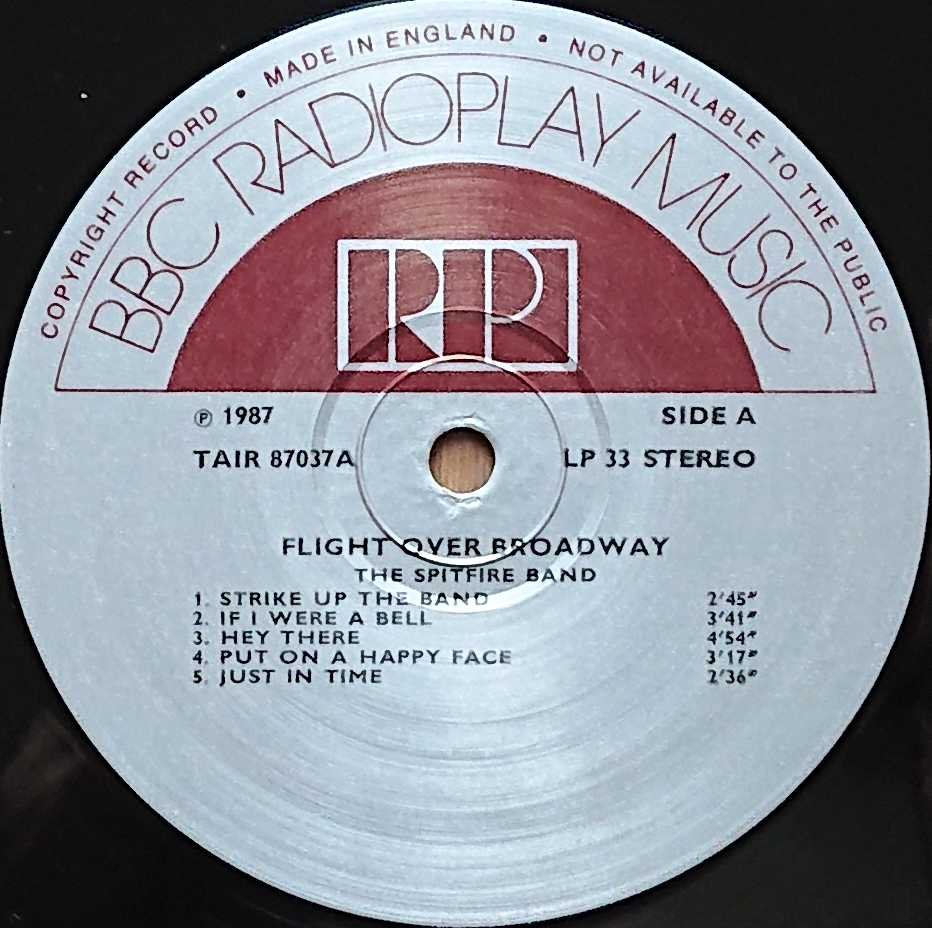 COPYRIGHT RECORD • MADE IN ENGLAND • NOT AVAILABLE TO THE PUBLIC
BBC RADIOPLAY MUSIC
RP
℗ 1987
SIDE A
TAIR 87037A
LP 33 STEREO
FLIGHT OVER BROADWAY
THE SPITFIRE BAND
1. STRIKE UP THE BAND 2'45"
2. IF I WERE A BELL 3'41"
3. HEY THERE 4'54"
4. PUT ON A HAPPY FACE 3'17"
5. JUST IN TIME 2'36"